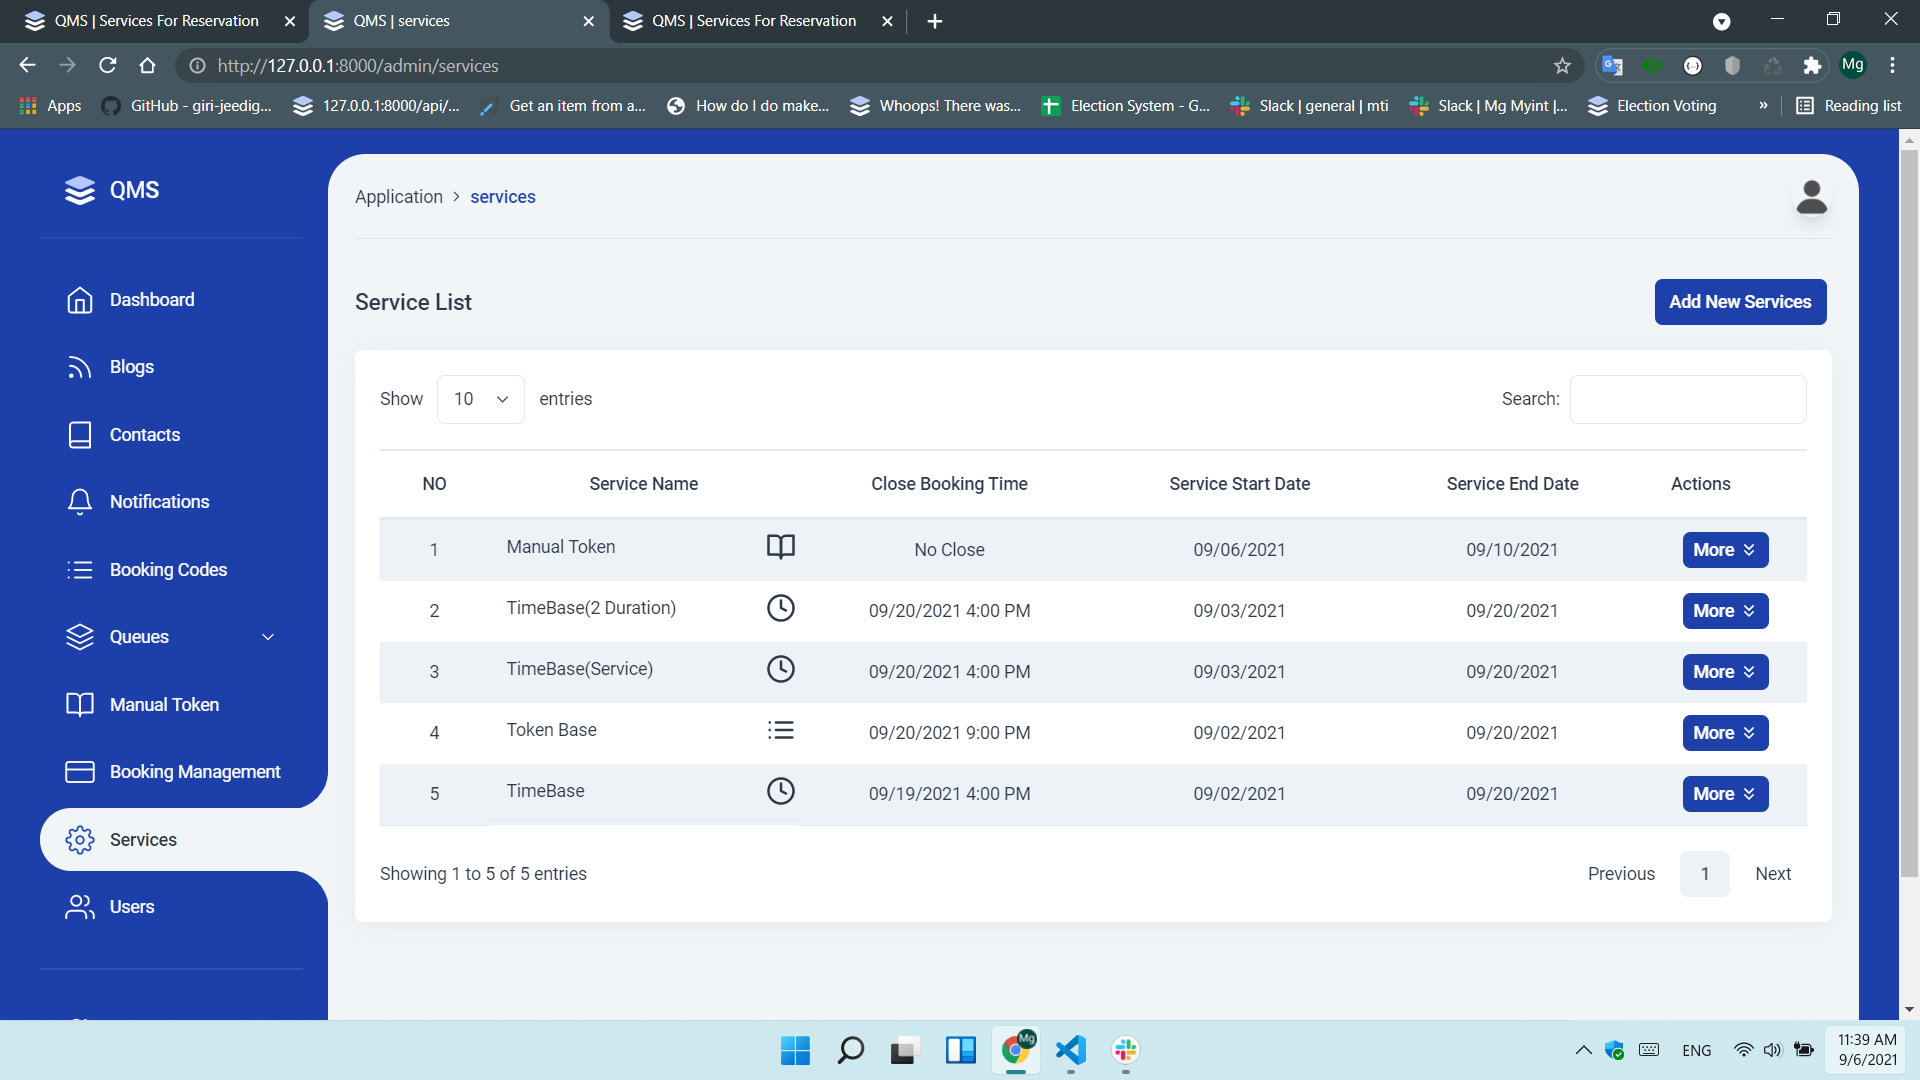 QMS | Services For Reservation
QMS | services
QMS | Services For Reservation
http://127.0.0.1:8000/admin/services
Mg
Apps
GitHub - giri-jeedig...
127.0.0.1:8000/api/...
Get an item from a...
How do I do make...
Whoops! There was...
Election System - G...
Slack | general | mti
Slack | Mg Myint |...
Election Voting
»
Reading list
QMS
Dashboard
Blogs
Contacts
Notifications
Booking Codes
Queues
Manual Token
Booking Management
Services
Users
Application > services
Service List
Add New Services
Show 10 entries
Search:
NO Service Name Close Booking Time Service Start Date Service End Date Actions
1 Manual Token No Close 09/06/2021 09/10/2021 More
2 TimeBase(2 Duration) 09/20/2021 4:00 PM 09/03/2021 09/20/2021 More
3 TimeBase(Service) 09/20/2021 4:00 PM 09/03/2021 09/20/2021 More
4 Token Base 09/20/2021 9:00 PM 09/02/2021 09/20/2021 More
5 TimeBase 09/19/2021 4:00 PM 09/02/2021 09/20/2021 More
Showing 1 to 5 of 5 entries
Previous 1 Next
Mg
ENG
11:39 AM
9/6/2021